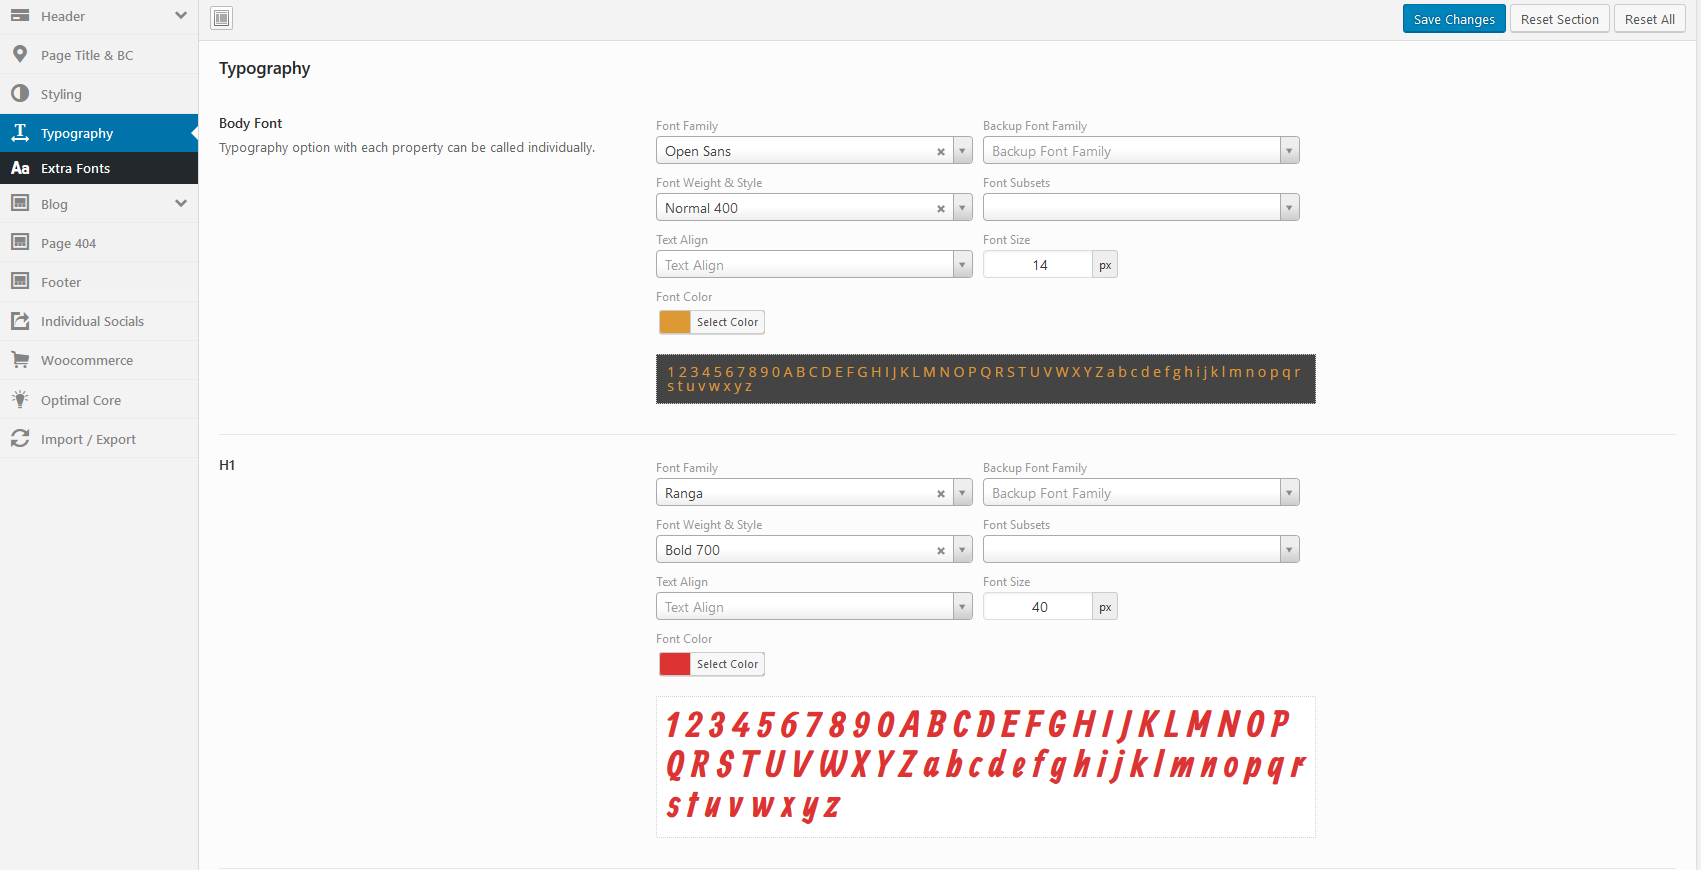 Header
Page Title & BC
Styling
Typography
Aa Extra Fonts
Blog
Page 404
Footer
Individual Socials
Woocommerce
Optimal Core
Import / Export
Save Changes
Reset Section
Reset All
Typography
Body Font
Typography option with each property can be called individually.
Font Family
Backup Font Family
Open Sans
Backup Font Family
Font Weight & Style
Font Subsets
Normal 400
Text Align
Font Size
Text Align
14 px
Font Color
Select Color
1 2 3 4 5 6 7 8 9 0 A B C D E F G H I J K L M N O P Q R S T U V W X Y Z a b c d e f g h i j k l m n o p q r
s t u v w x y z
H1
Font Family
Backup Font Family
Ranga
Backup Font Family
Font Weight & Style
Font Subsets
Bold 700
Text Align
Font Size
Text Align
40 px
Font Color
Select Color
1 2 3 4 5 6 7 8 9 0 A B C D E F G H I J K L M N O P
Q R S T U V W X Y Z a b c d e f g h i j k l m n o p q r
s t u v w x y z